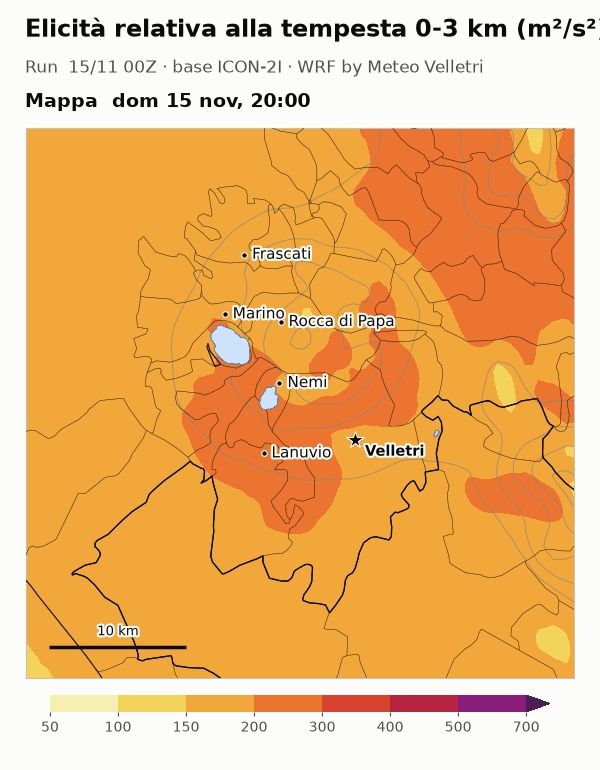 Elicità relativa alla tempesta 0-3 km (m²/s²)
Run 15/11 00Z · base ICON-2I · WRF by Meteo Velletri
Mappa dom 15 nov, 20:00
Frascati
Marino
Rocca di Papa
Nemi
Velletri
Lanuvio
10 km
50 100 150 200 300 400 500 700